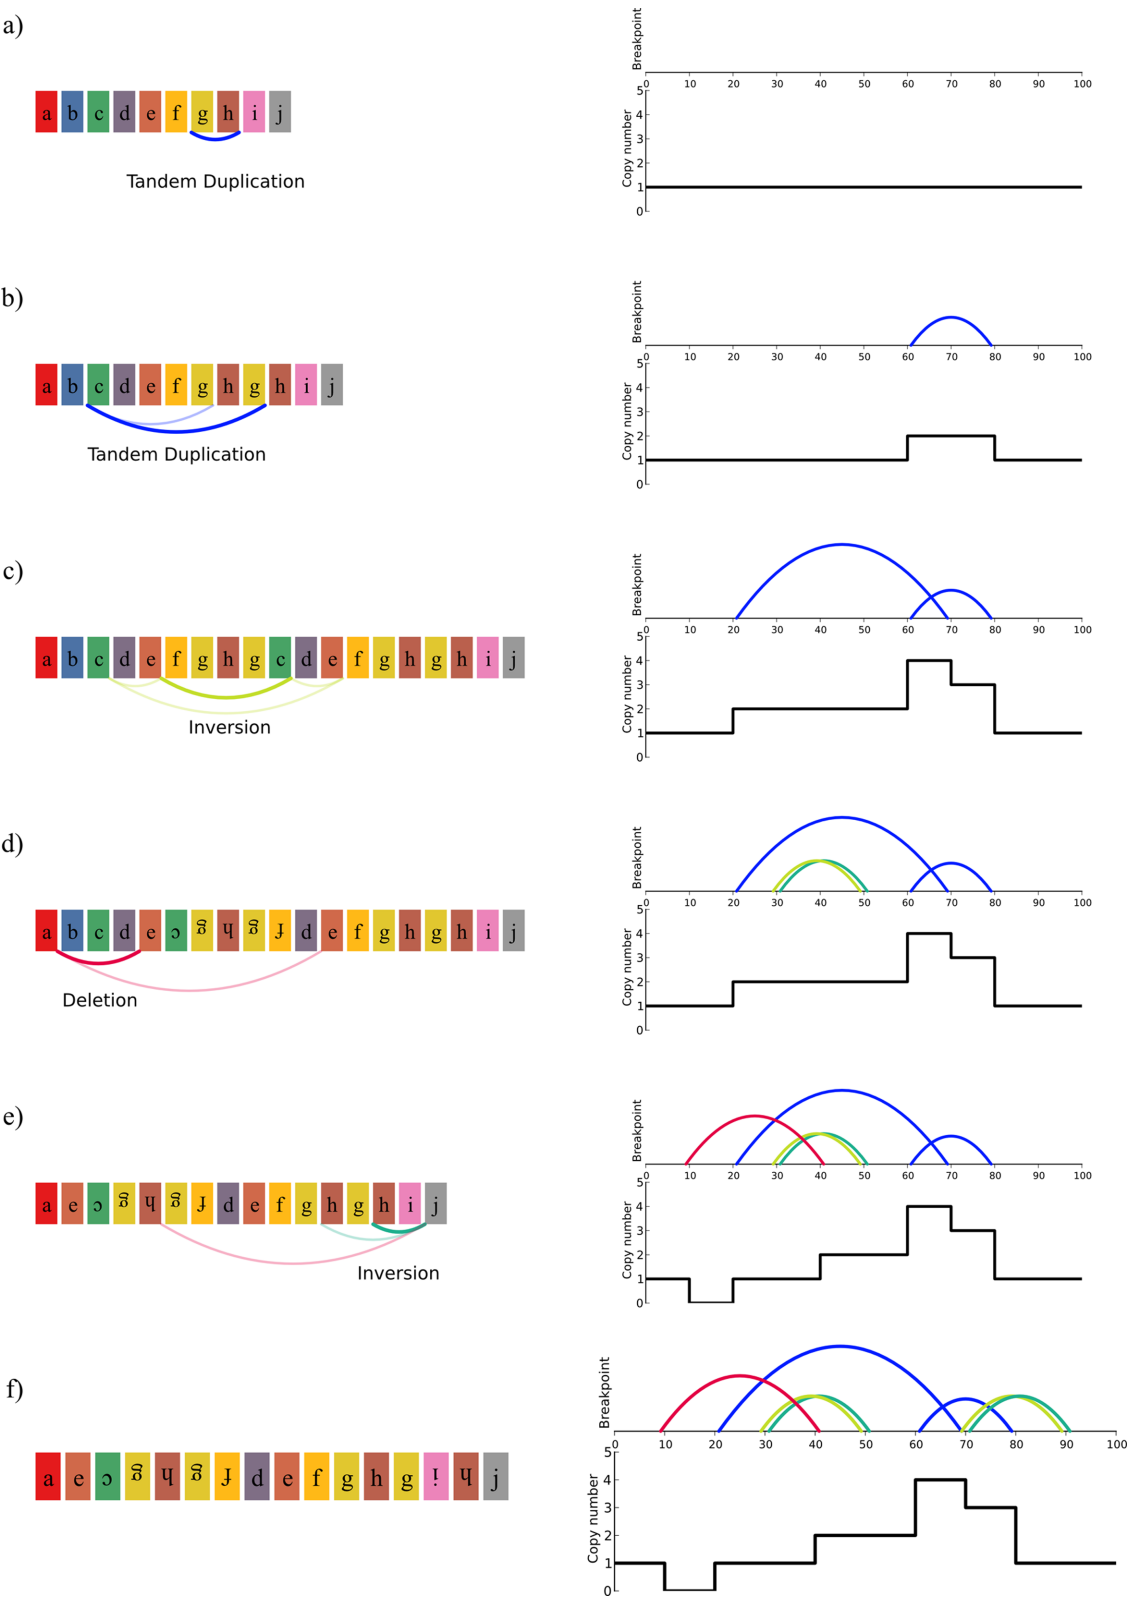 a)
Breakpoint
0 10 20 30 40 50 60 70 80 90 100
a b c d e f g h i j
Tandem Duplication
Copy number
5
4
3
2
1
0
b)
Breakpoint
0 10 20 30 40 50 60 70 80 90 100
a b c d e f g h g h i j
Tandem Duplication
Copy number
5
4
3
2
1
0
c)
Breakpoint
0 10 20 30 40 50 60 70 80 90 100
a b c d e f g h g c d e f g h g h i j
Inversion
Copy number
5
4
3
2
1
0
d)
Breakpoint
0 10 20 30 40 50 60 70 80 90 100
a b c d e c g h g f d e f g h g h i j
Deletion
Copy number
5
4
3
2
1
0
e)
Breakpoint
0 10 20 30 40 50 60 70 80 90 100
a e c g h g f d e f g h g h i j
Inversion
Copy number
5
4
3
2
1
0
f)
Breakpoint
0 10 20 30 40 50 60 70 80 90 100
a e c g h g f d e f g h g i h j
Copy number
5
4
3
2
1
0